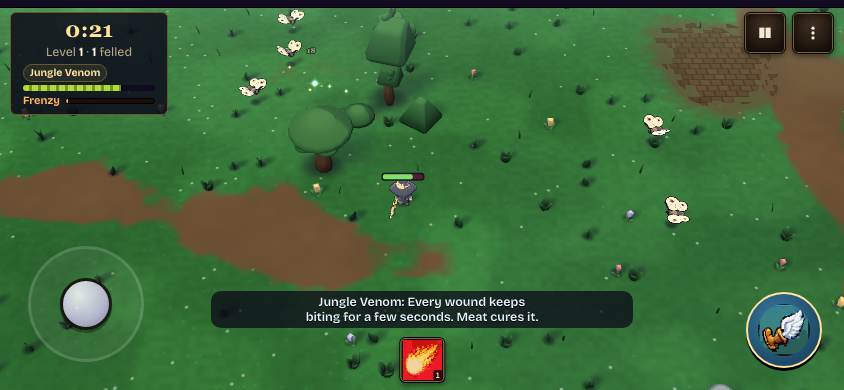 0:21
Level 1 · 1 felled
Jungle Venom
Frenzy
18
Jungle Venom: Every wound keeps
biting for a few seconds. Meat cures it.
1